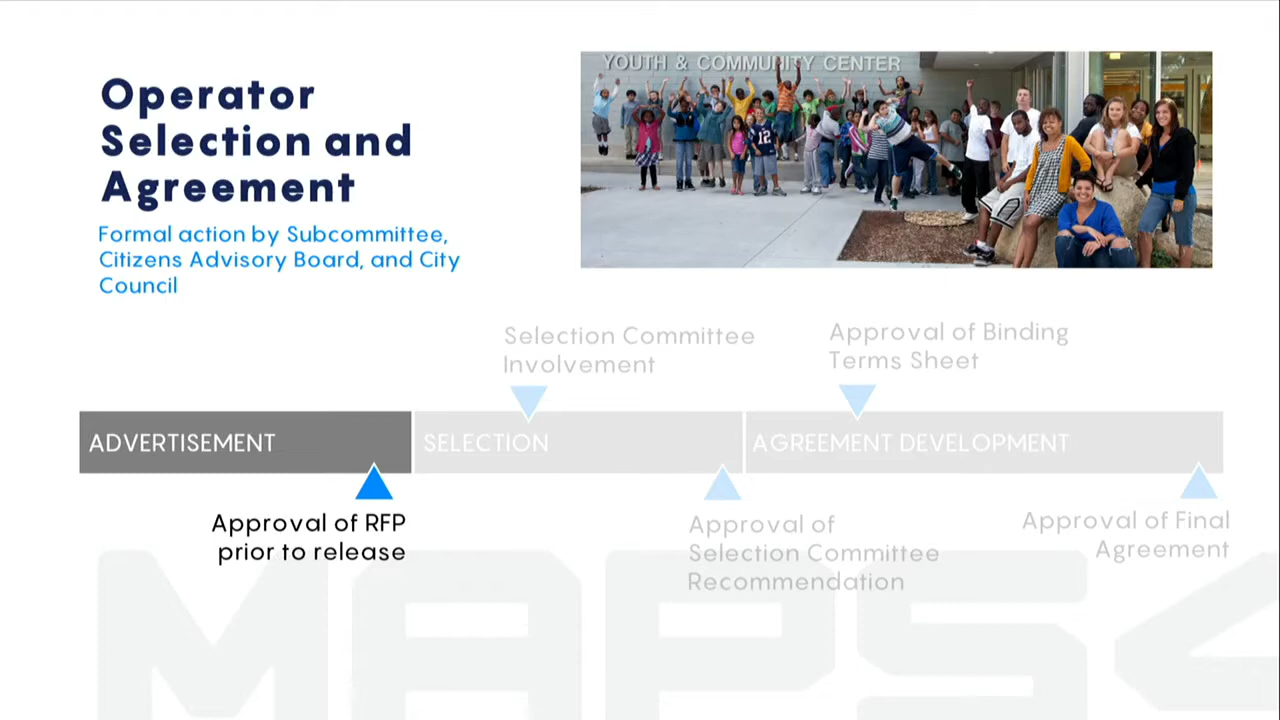 Operator
Selection and
Agreement
Formal action by Subcommittee,
Citizens Advisory Board, and City
Council
YOUTH & COMMUNITY CENTER
12
Selection Committee
Involvement
Approval of Binding
Terms Sheet
ADVERTISEMENT
SELECTION
AGREEMENT DEVELOPMENT
Approval of RFP
prior to release
Approval of
Selection Committee
Recommendation
Approval of Final
Agreement
MAPS4